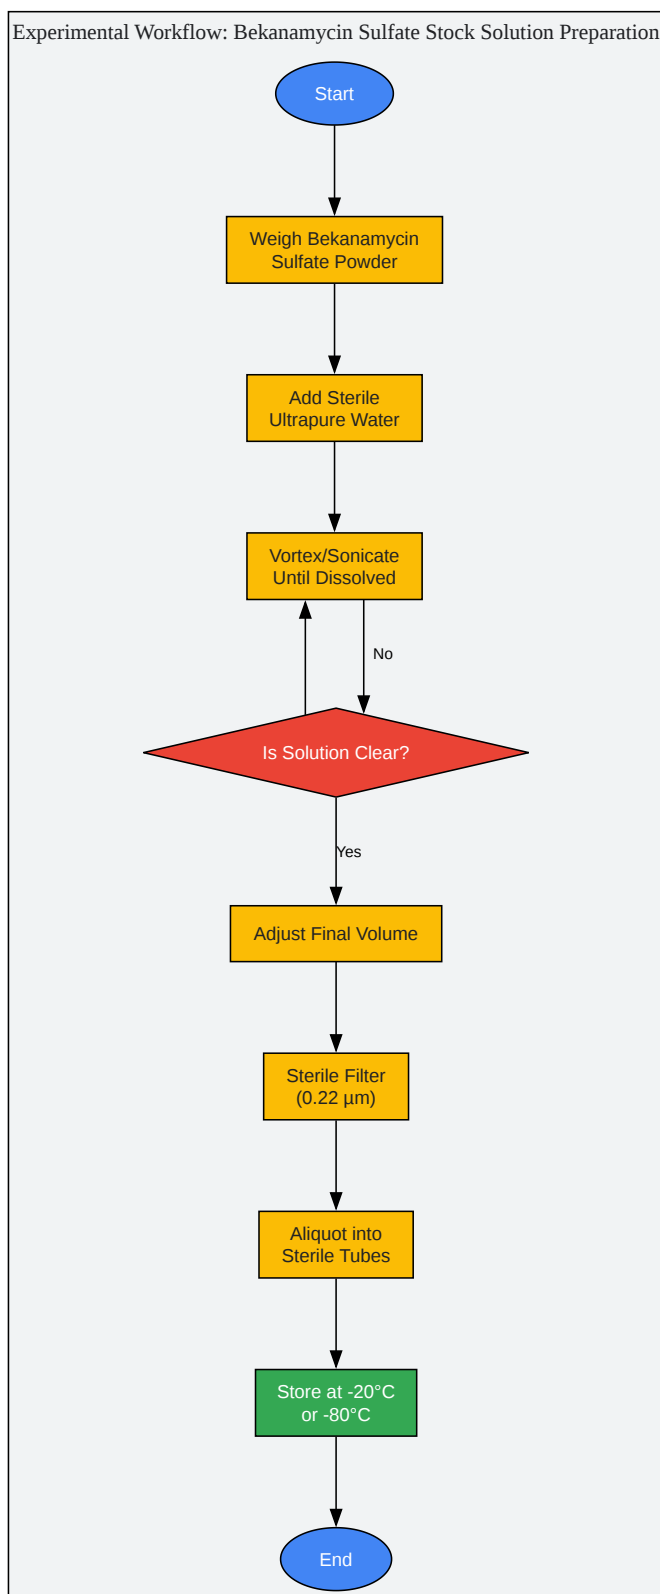 Experimental Workflow: Bekanamycin Sulfate Stock Solution Preparation
Start
Weigh Bekanamycin
Sulfate Powder
Add Sterile
Ultrapure Water
Vortex/Sonicate
Until Dissolved
No
Is Solution Clear?
Yes
Adjust Final Volume
Sterile Filter
(0.22 µm)
Aliquot into
Sterile Tubes
Store at -20°C
or -80°C
End